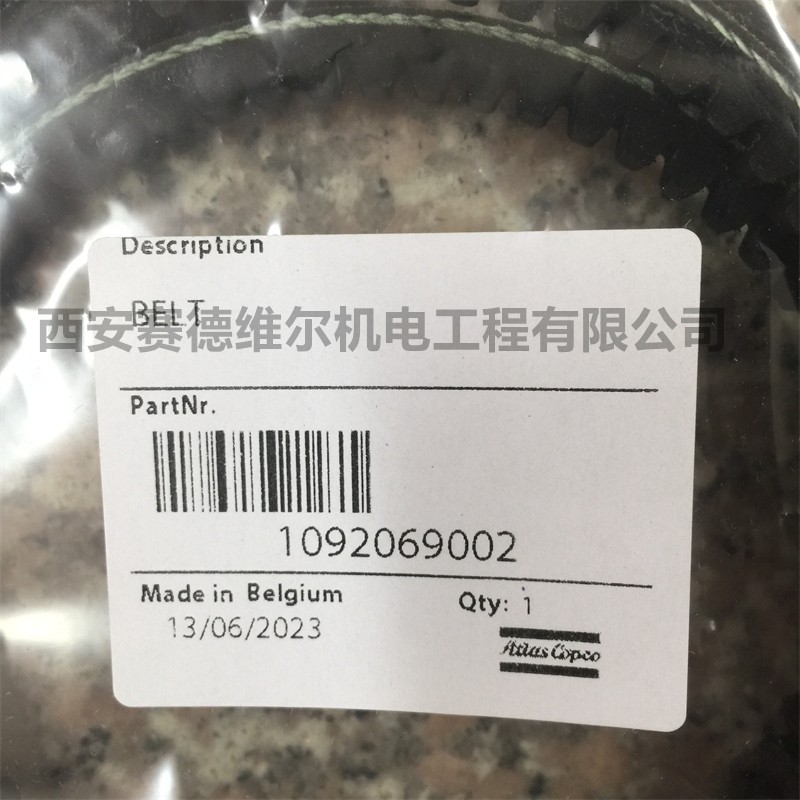 Description
BELT
西安赛德维尔机电工程有限公司
PartNr.
1092069002
Made in Belgium
Qty: 1
13/06/2023
Atlas Copco